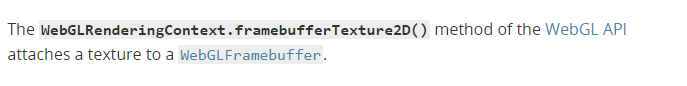 The WebGLRenderingContext.framebufferTexture2D() method of the WebGL API
attaches a texture to a WebGLFramebuffer.